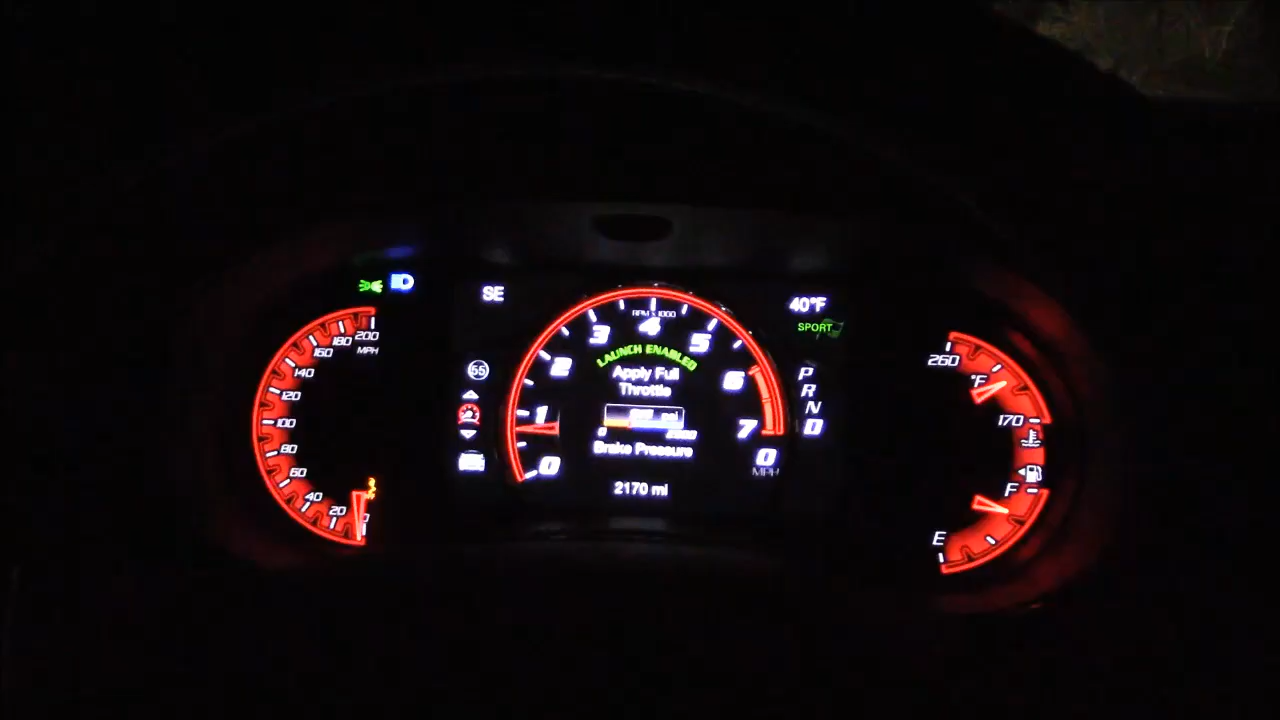 SE
40°F
SPORT
200
180
160
MPH
140
120
100
80
60
40
20
RPM x 1000
0
1
2
3
4
5
6
7
LAUNCH ENABLED
Apply Full
Throttle
0
Brake Pressure
2170 mi
55
P
R
N
D
0
MPH
260
°F
170
F
E